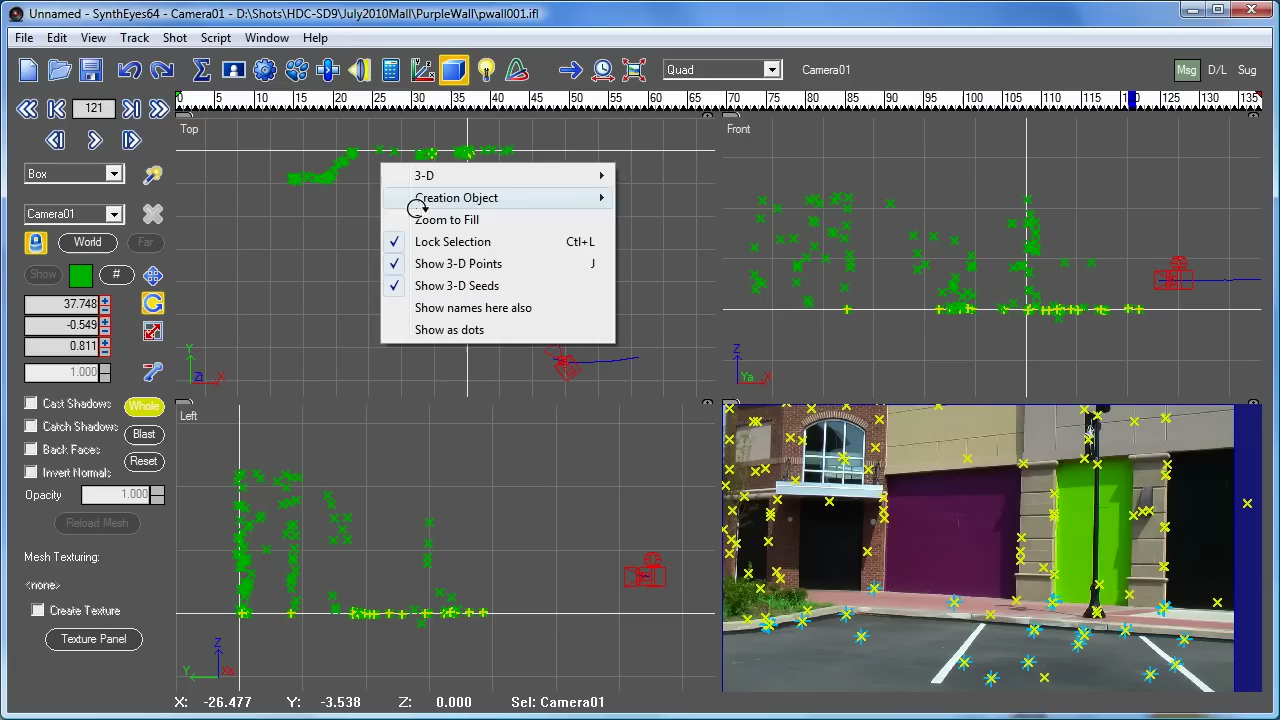 Unnamed - SynthEyes64 - Camera01 - D:\Shots\HDC-SD9\July2010Mall\PurpleWall\pwall001.ifl
File Edit View Track Shot Script Window Help
Quad Camera01 Msg D/L Sug
121
0 5 10 15 20 25 30 35 40 45 50 55 60 65 70 75 80 85 90 95 100 105 110 115 120 125 130 135
Top
Front
Box
3-D
Creation Object
Camera01
Zoom to Fill
World Far
Lock Selection Ctl+L
Show #
Show 3-D Points J
Show 3-D Seeds
37.748
Show names here also
-0.549
Show as dots
0.811
1.000
Y
Zt X
Z
Ya X
Cast Shadows Whole
Left
Catch Shadows Blast
Back Faces Reset
Invert Normals
Opacity 1.000
Reload Mesh
Mesh Texturing:
<none>
Create Texture
Texture Panel
Z
Y Xa
X: -26.477 Y: -3.538 Z: 0.000 Sel: Camera01